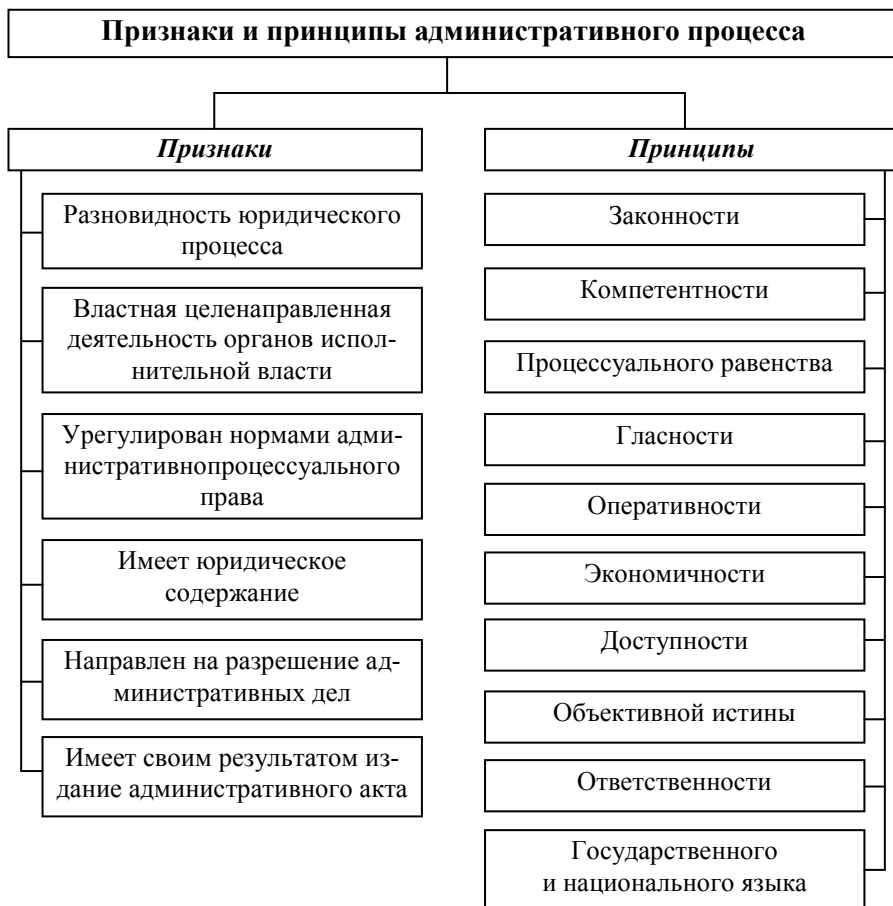 Признаки и принципы административного процесса
Признаки
Разновидность юридического
процесса
Властная целенаправленная
деятельность органов испол-
нительной власти
Урегулирован нормами адми-
нистративнопроцессуального
права
Имеет юридическое
содержание
Направлен на разрешение ад-
министративных дел
Имеет своим результатом из-
дание административного акта
Принципы
Законности
Компетентности
Процессуального равенства
Гласности
Оперативности
Экономичности
Доступности
Объективной истины
Ответственности
Государственного
и национального языка